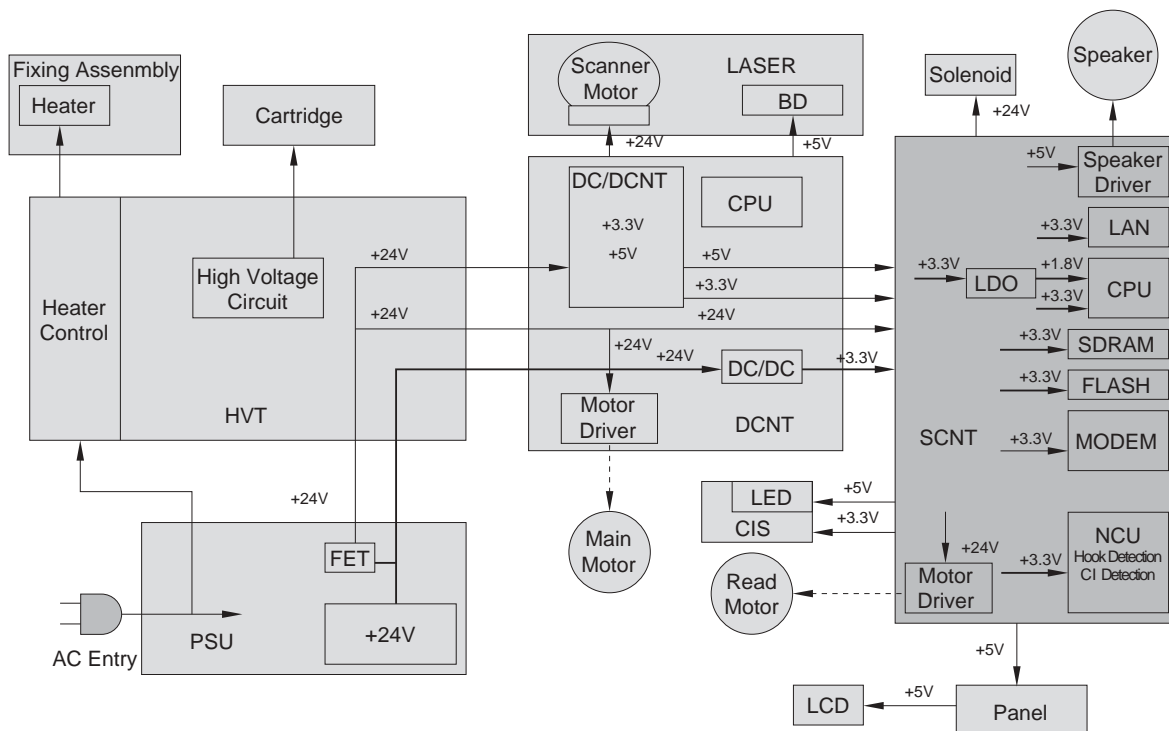 Fixing Assenmbly
Heater
Cartridge
Scanner
Motor
LASER
BD
+24V
+5V
Solenoid
+24V
Speaker
+5V
Speaker
Driver
DC/DCNT
+3.3V
+5V
CPU
Heater
Control
High Voltage
Circuit
HVT
+24V
+24V
+5V
+3.3V
+24V
+24V
+24V
DC/DC
+3.3V
Motor
Driver
DCNT
+3.3V
LAN
+3.3V
LDO
+1.8V
+3.3V
CPU
+3.3V
SDRAM
+3.3V
FLASH
SCNT
+3.3V
MODEM
+24V
FET
+24V
PSU
AC Entry
Main
Motor
LED
CIS
+5V
+3.3V
Read
Motor
+24V
Motor
Driver
+3.3V
NCU
Hook Detection
CI Detection
+5V
LCD
+5V
Panel